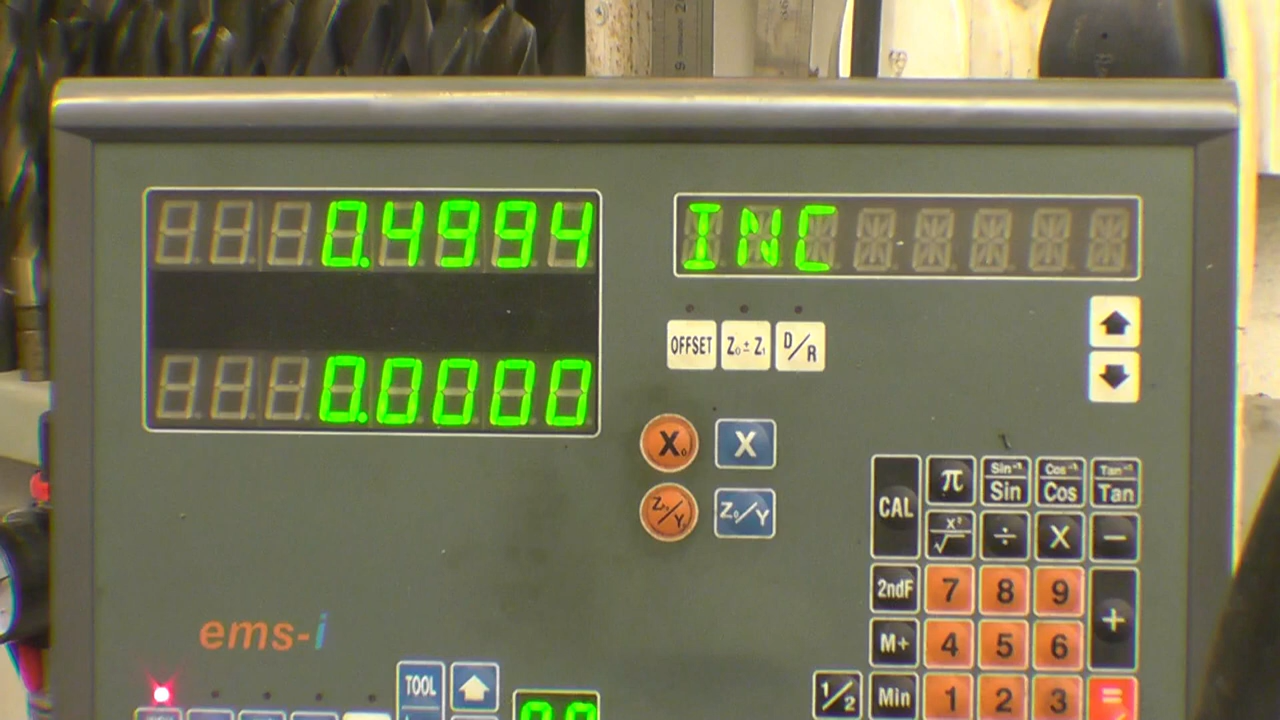 0.4994
INC
0.0000
OFFSET Z₀±Z₁ D/R
X₀ X
Z₀/Y
CAL π Sin⁻¹ Sin Cos⁻¹ Cos Tan⁻¹ Tan
X² √ ÷ X −
2ndF 7 8 9
M+ 4 5 6 +
ems-i
TOOL
1/2 Min 1 2 3 =